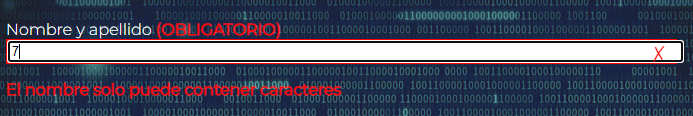 Nombre y apellido (OBLIGATORIO)
7
X
El nombre solo puede contener caracteres